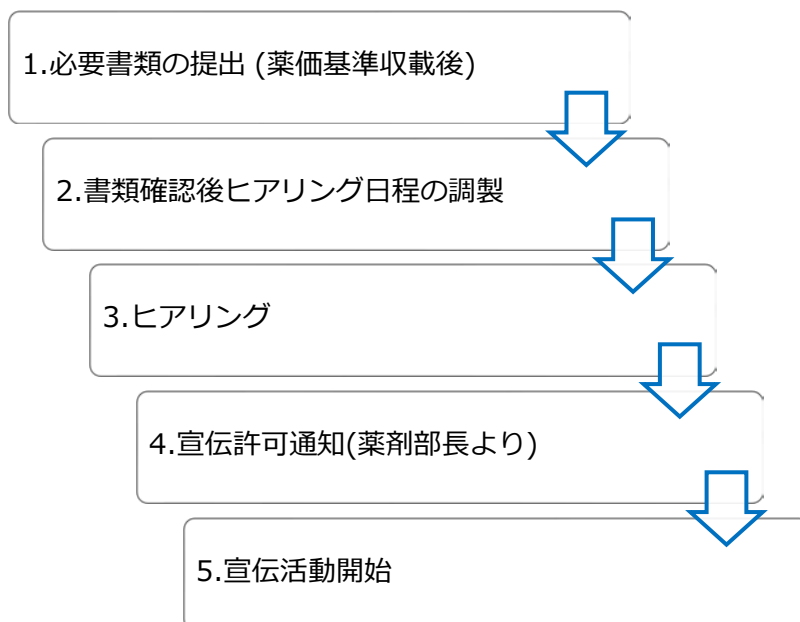 1.必要書類の提出 (薬価基準収載後)
2.書類確認後ヒアリング日程の調製
3.ヒアリング
4.宣伝許可通知(薬剤部長より)
5.宣伝活動開始